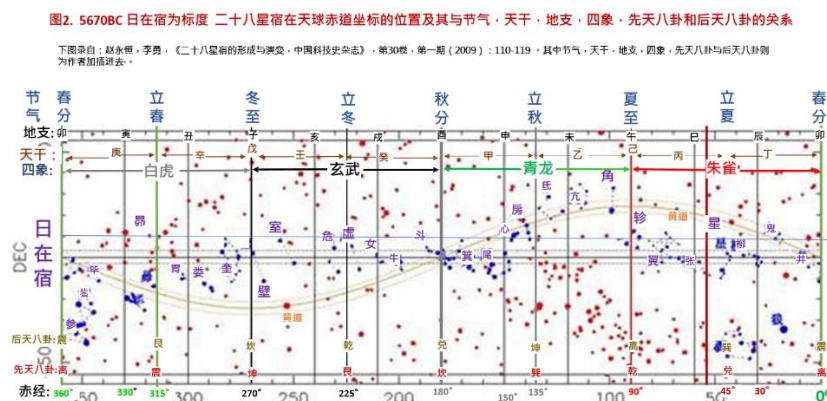 图2. 5670BC 日在宿为标度 二十八星宿在天球赤道坐标的位置及其与节气，天干，地支，四象，先天八卦和后天八卦的关系
下图录自：赵永恒，李勇，《二十八星宿的形成与演变，中国科技史杂志》，第30卷，第一期（2009）：110-119 。其中节气，天干，地支，四象，先天八卦与后天八卦则
为作者加插进去。
节气 春分 立春 冬至 立冬 秋分 立秋 夏至 立夏 春分
地支: 卯 寅 丑 子 亥 戌 酉 申 未 午 巳 辰 卯
天干: 庚 辛 戊 壬 癸 甲 乙 己 丙 丁
四象: 白虎 玄武 青龙 朱雀
日在宿
DEC
毕 觜 参 昴 胃 娄 奎 室 壁 危 虚 女 牛 斗 箕 尾 心 房 氐 亢 角 轸 翼 张 星 柳 鬼 井
黄道 黄道
狼
后天八卦: 震 艮 坎 乾 兑 坤 离 巽 震
先天八卦: 离 震 坤 艮 坎 巽 乾 兑 离
赤经: 360° 330° 315° 270° 250 225° 200 180° 150° 135° 90° 45° 30°